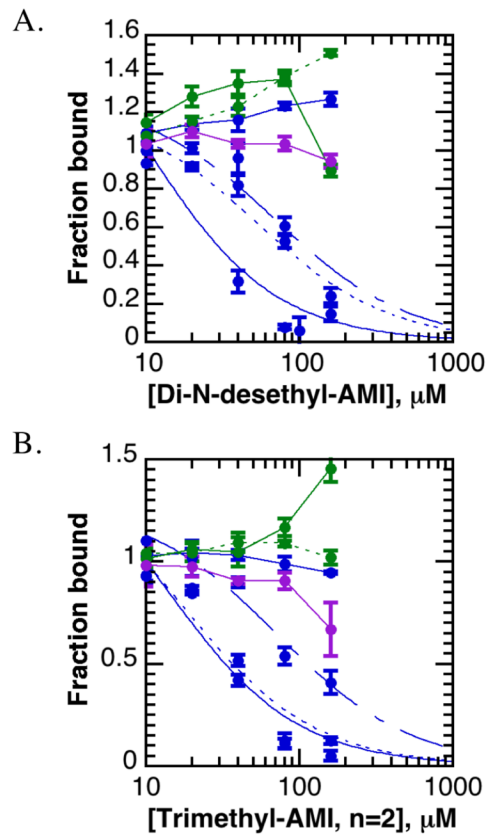 A.
1.6
1.4
1.2
1
0.8
0.6
0.4
0.2
0
Fraction bound
10 100 1000
[Di-N-desethyl-AMI], μM
B.
1.5
1
0.5
0
Fraction bound
10 100 1000
[Trimethyl-AMI, n=2], μM